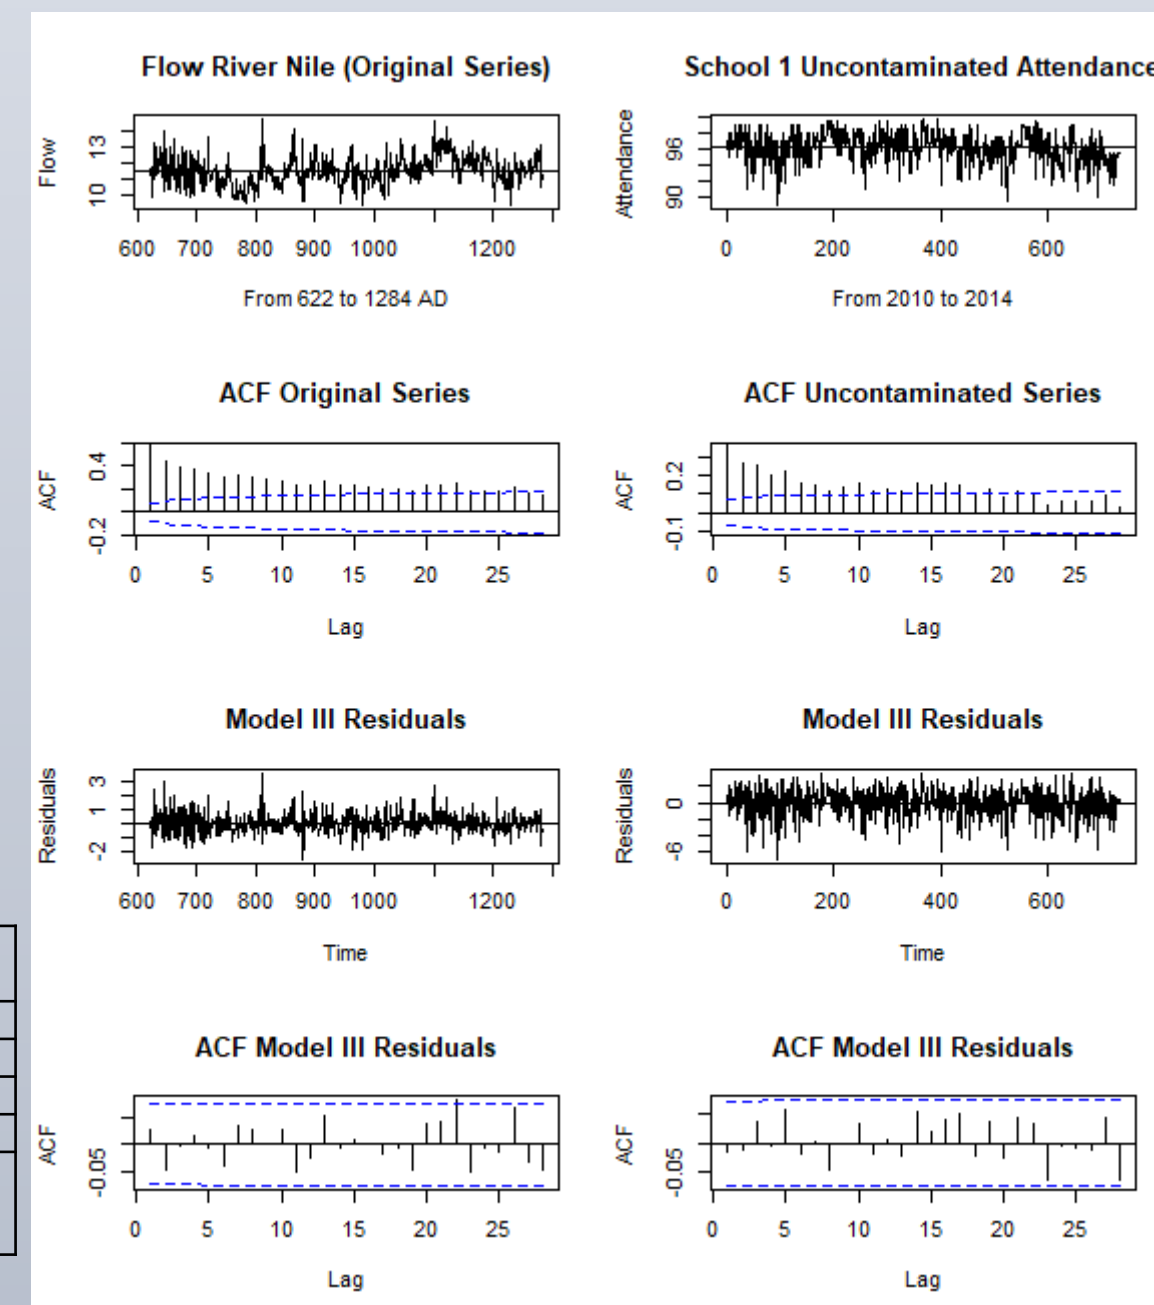 Flow River Nile (Original Series)
Flow
10 13
600 700 800 900 1000 1200
From 622 to 1284 AD
School 1 Uncontaminated Attendance
Attendance
90 96
0 200 400 600
From 2010 to 2014
ACF Original Series
ACF
-0.2 0.4
0 5 10 15 20 25
Lag
ACF Uncontaminated Series
ACF
-0.1 0.2
0 5 10 15 20 25
Lag
Model III Residuals
Residuals
-2 1 3
600 700 800 900 1000 1200
Time
Model III Residuals
Residuals
-6 0
0 200 400 600
Time
ACF Model III Residuals
ACF
-0.05
0 5 10 15 20 25
Lag
ACF Model III Residuals
ACF
-0.05
0 5 10 15 20 25
Lag